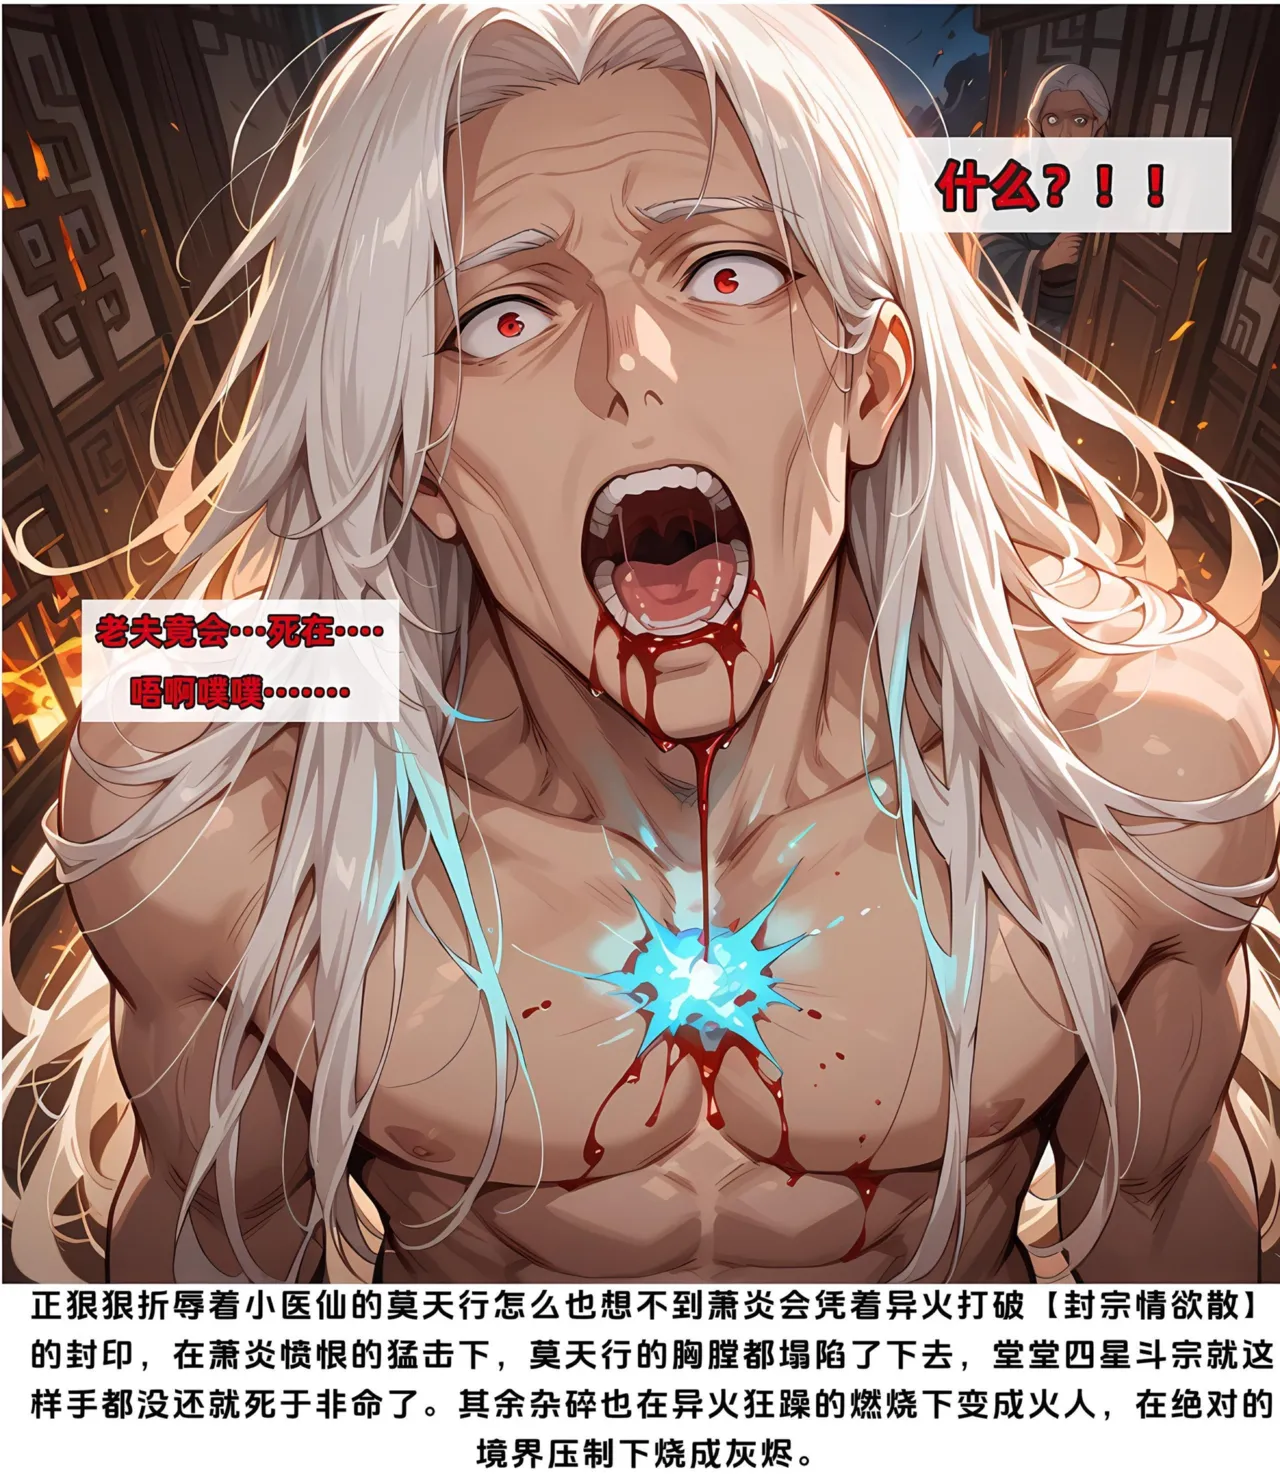 什么？！！
老夫竟会…死在….
唔啊噗噗…….
正狠狠折辱着小医仙的莫天行怎么也想不到萧炎会凭着异火打破【封宗情欲散】
的封印，在萧炎愤恨的猛击下，莫天行的胸膛都塌陷了下去，堂堂四星斗宗就这
样手都没还就死于非命了。其余杂碎也在异火狂躁的燃烧下变成火人，在绝对的
境界压制下烧成灰烬。